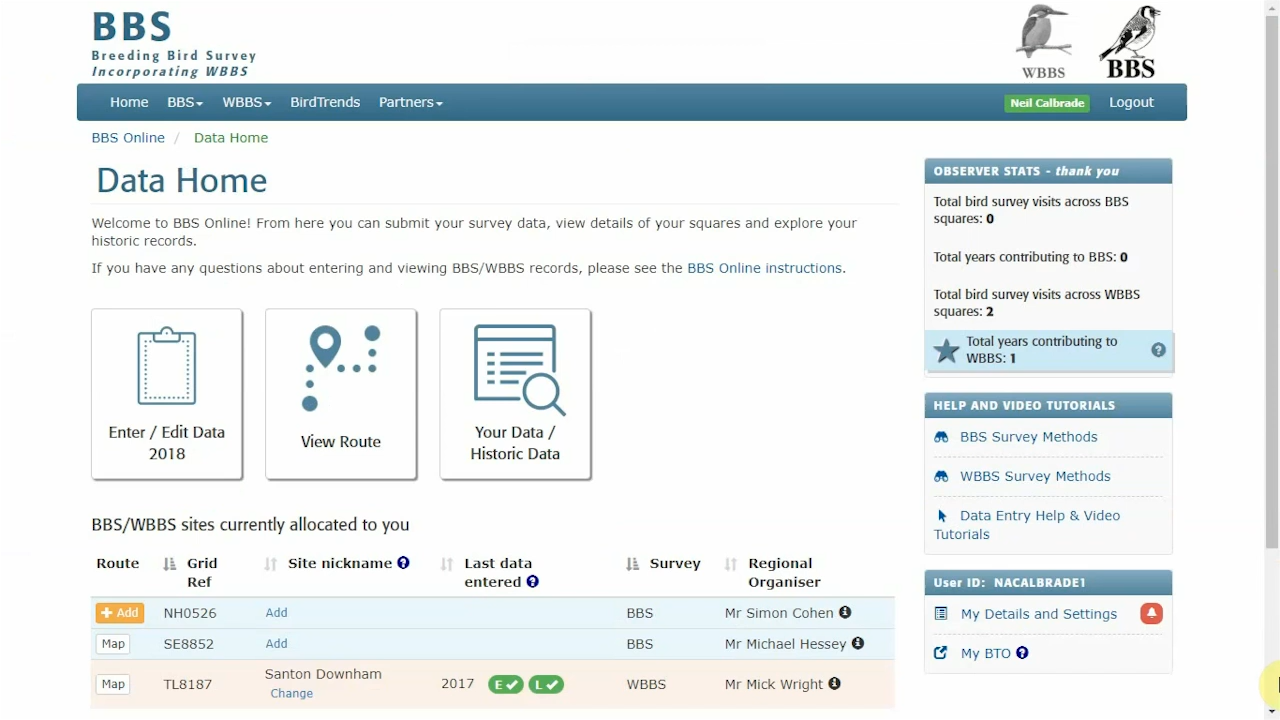 BBS
Breeding Bird Survey
Incorporating WBBS
WBBS
BBS
Home BBS WBBS BirdTrends Partners Neil Calbrade Logout
BBS Online / Data Home
Data Home
Welcome to BBS Online! From here you can submit your survey data, view details of your squares and explore your
historic records.
If you have any questions about entering and viewing BBS/WBBS records, please see the BBS Online instructions.
Enter / Edit Data
2018
View Route
Your Data /
Historic Data
BBS/WBBS sites currently allocated to you
Route Grid Ref Site nickname ? Last data entered ? Survey Regional Organiser
+ Add NH0526 Add BBS Mr Simon Cohen i
Map SE8852 Add BBS Mr Michael Hessey i
Map TL8187 Santon Downham Change 2017 E L WBBS Mr Mick Wright i
OBSERVER STATS - thank you
Total bird survey visits across BBS
squares: 0
Total years contributing to BBS: 0
Total bird survey visits across WBBS
squares: 2
Total years contributing to
WBBS: 1 ?
HELP AND VIDEO TUTORIALS
BBS Survey Methods
WBBS Survey Methods
Data Entry Help & Video
Tutorials
User ID: NACALBRADE1
My Details and Settings
My BTO ?